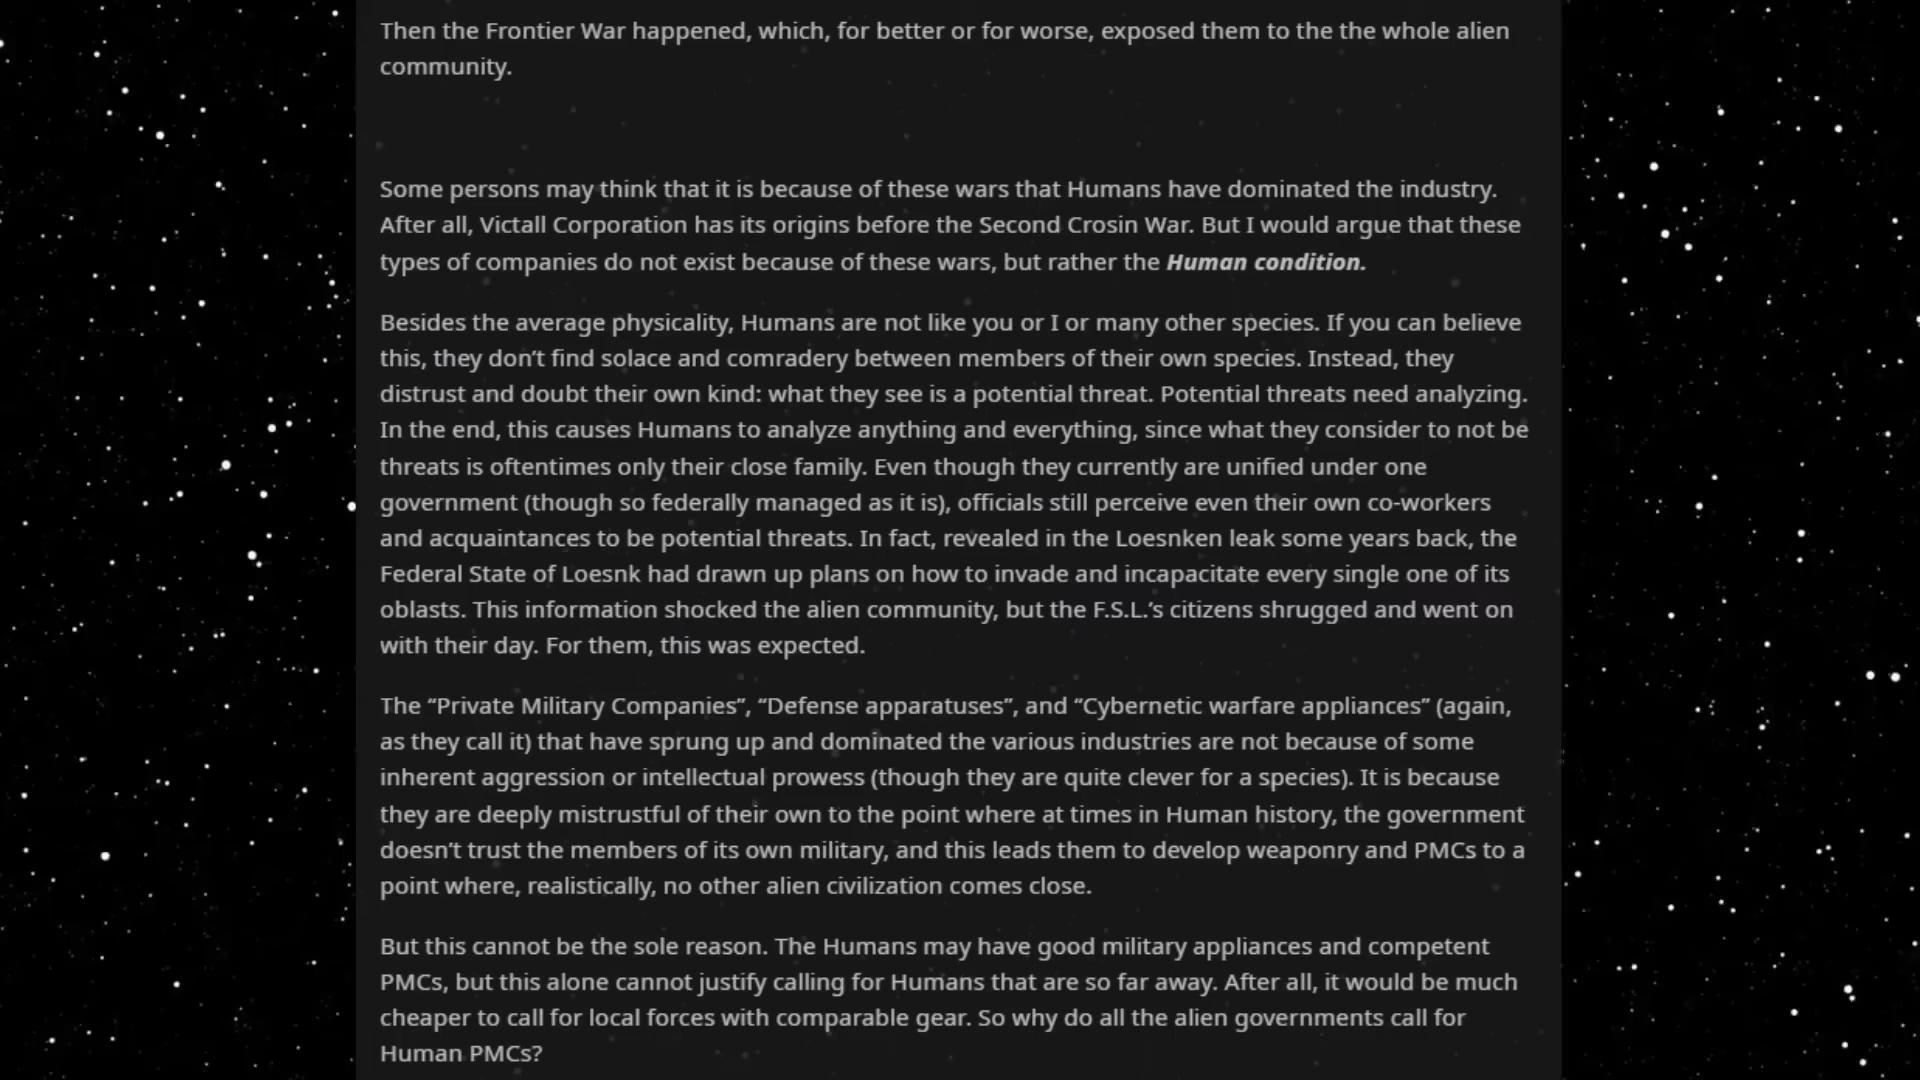 Then the Frontier War happened, which, for better or for worse, exposed them to the the whole alien
community.
Some persons may think that it is because of these wars that Humans have dominated the industry.
After all, Victall Corporation has its origins before the Second Crosin War. But I would argue that these
types of companies do not exist because of these wars, but rather the Human condition.
Besides the average physicality, Humans are not like you or I or many other species. If you can believe
this, they don’t find solace and comradery between members of their own species. Instead, they
distrust and doubt their own kind: what they see is a potential threat. Potential threats need analyzing.
In the end, this causes Humans to analyze anything and everything, since what they consider to not be
threats is oftentimes only their close family. Even though they currently are unified under one
government (though so federally managed as it is), officials still perceive even their own co-workers
and acquaintances to be potential threats. In fact, revealed in the Loesnken leak some years back, the
Federal State of Loesnk had drawn up plans on how to invade and incapacitate every single one of its
oblasts. This information shocked the alien community, but the F.S.L.’s citizens shrugged and went on
with their day. For them, this was expected.
The “Private Military Companies”, “Defense apparatuses”, and “Cybernetic warfare appliances” (again,
as they call it) that have sprung up and dominated the various industries are not because of some
inherent aggression or intellectual prowess (though they are quite clever for a species). It is because
they are deeply mistrustful of their own to the point where at times in Human history, the government
doesn’t trust the members of its own military, and this leads them to develop weaponry and PMCs to a
point where, realistically, no other alien civilization comes close.
But this cannot be the sole reason. The Humans may have good military appliances and competent
PMCs, but this alone cannot justify calling for Humans that are so far away. After all, it would be much
cheaper to call for local forces with comparable gear. So why do all the alien governments call for
Human PMCs?